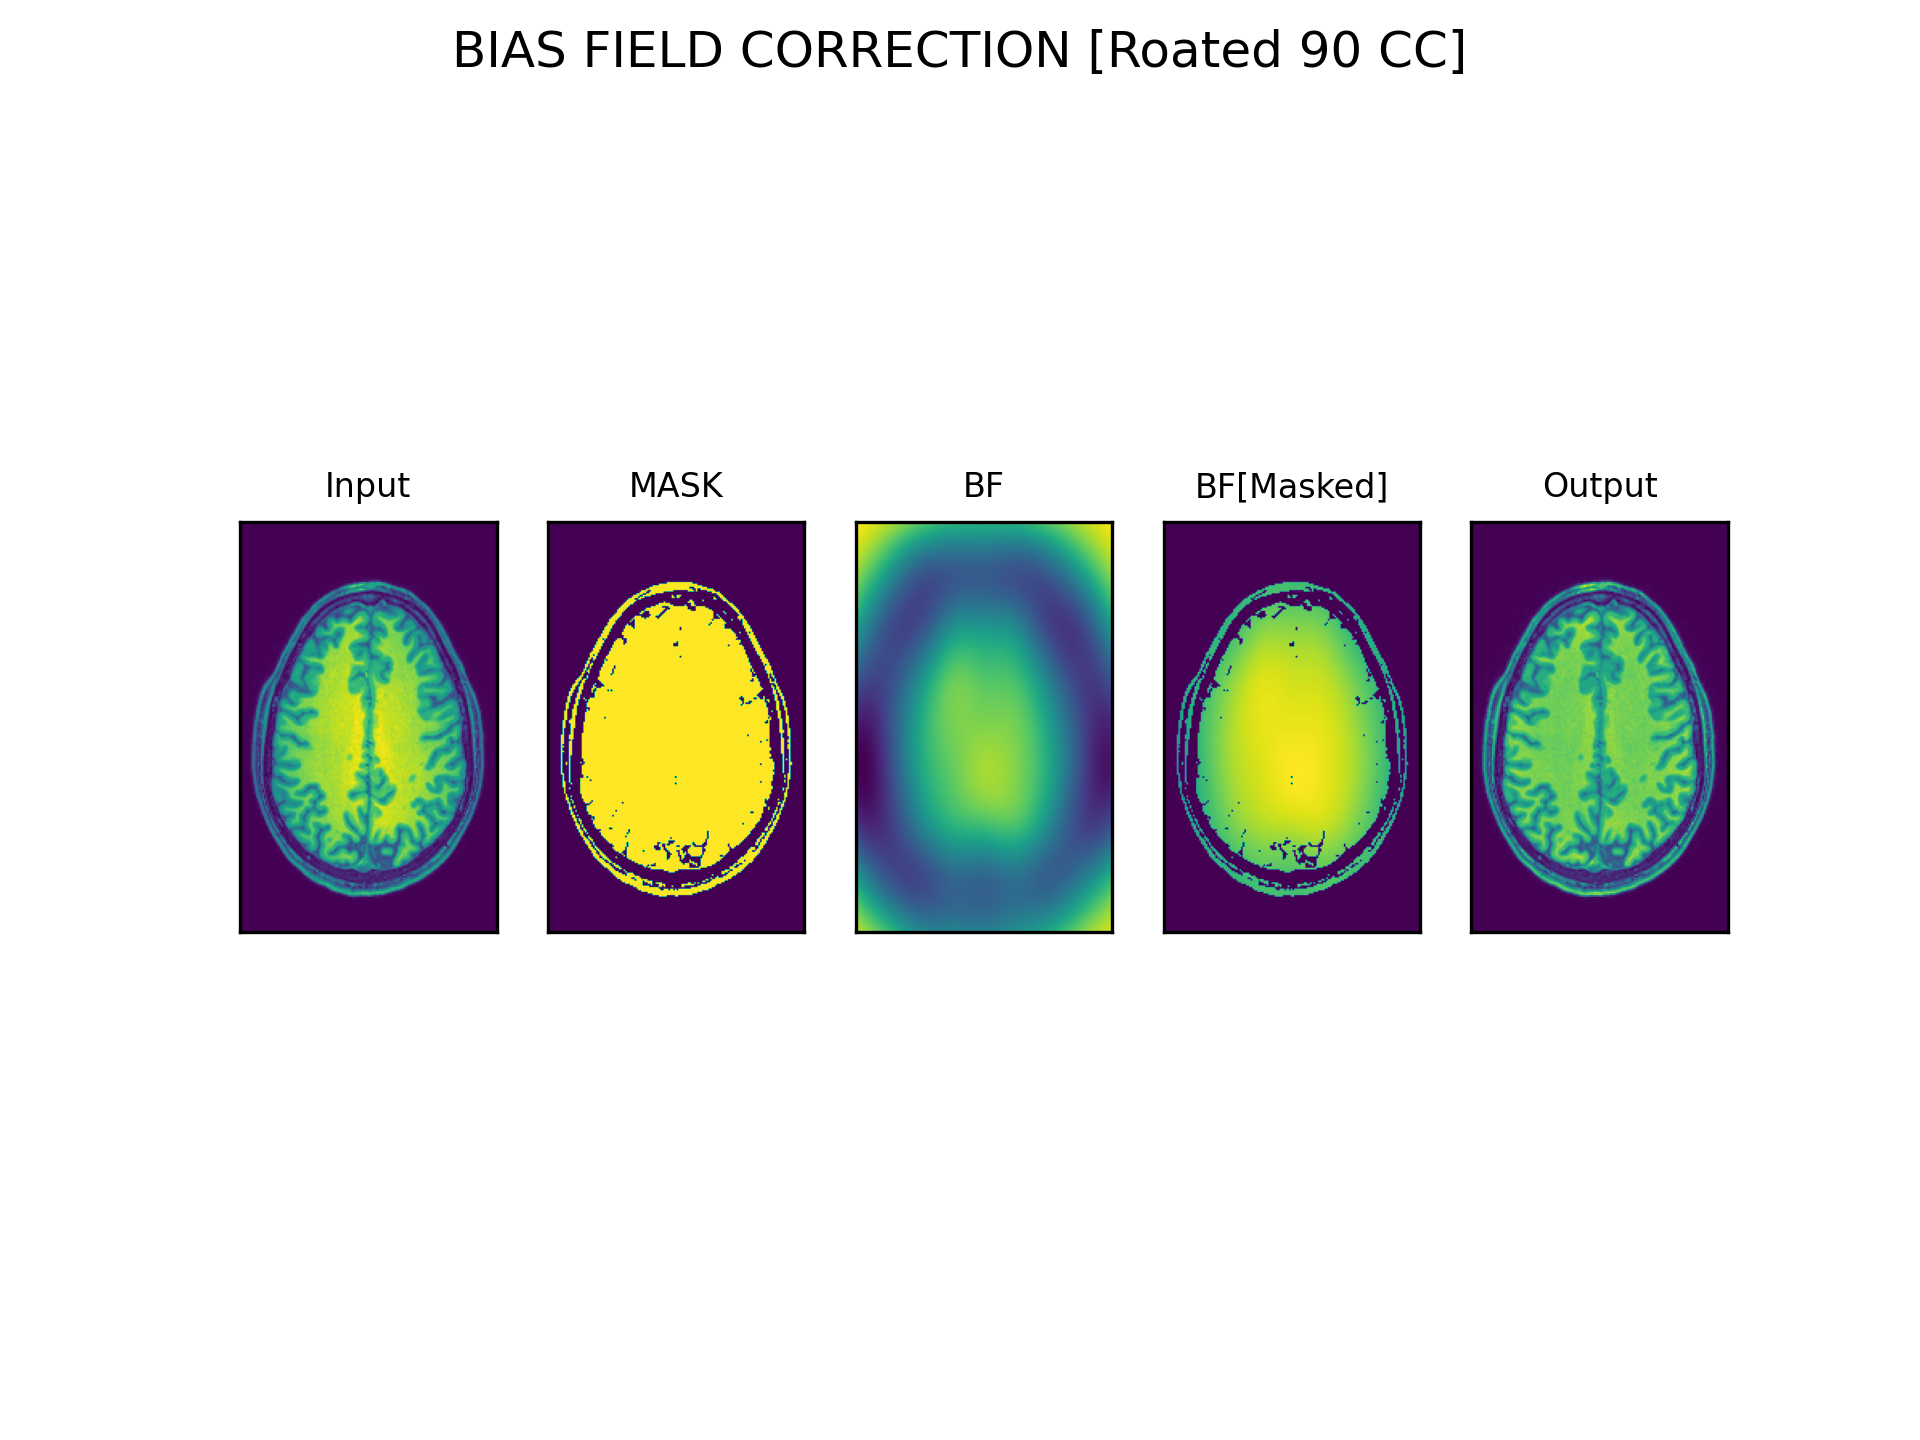 BIAS FIELD CORRECTION [Roated 90 CC]
Input
MASK
BF
BF[Masked]
Output